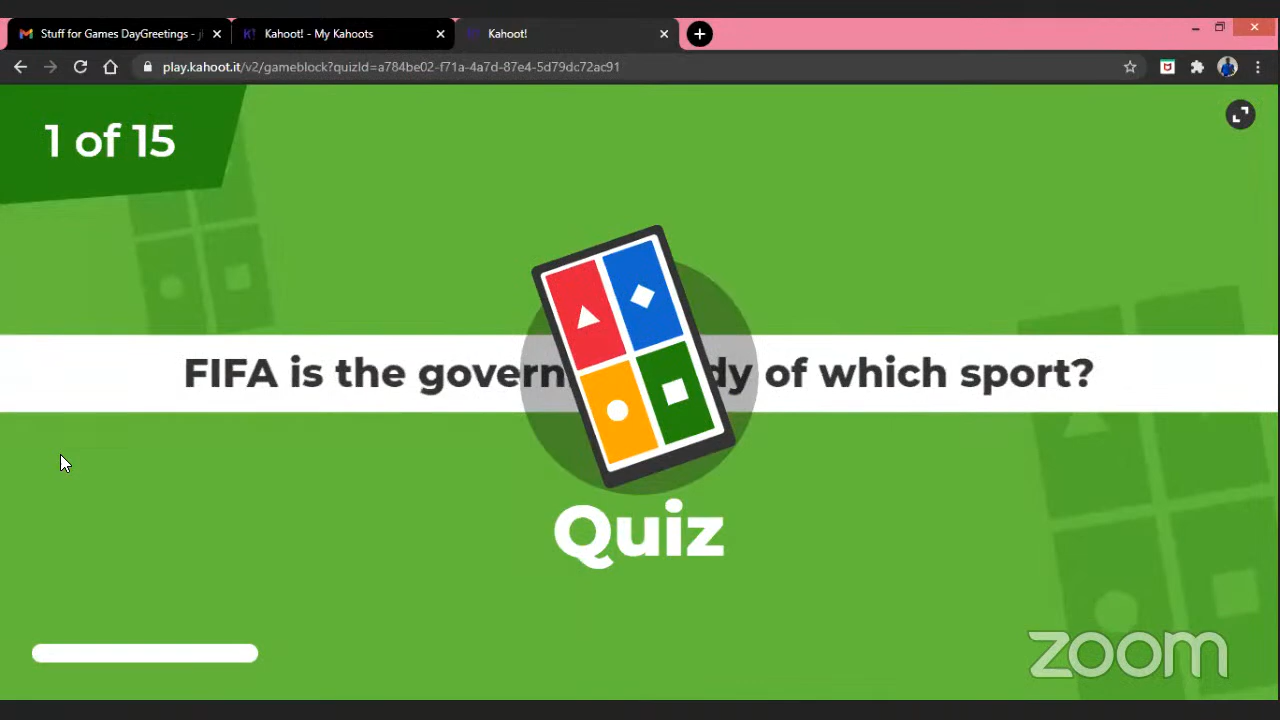 Stuff for Games DayGreetings -
Kahoot! - My Kahoots
Kahoot!
play.kahoot.it/v2/gameblock?quizId=a784be02-f71a-4a7d-87e4-5d79dc72ac91
1 of 15
FIFA is the govern dy of which sport?
Quiz
zoom